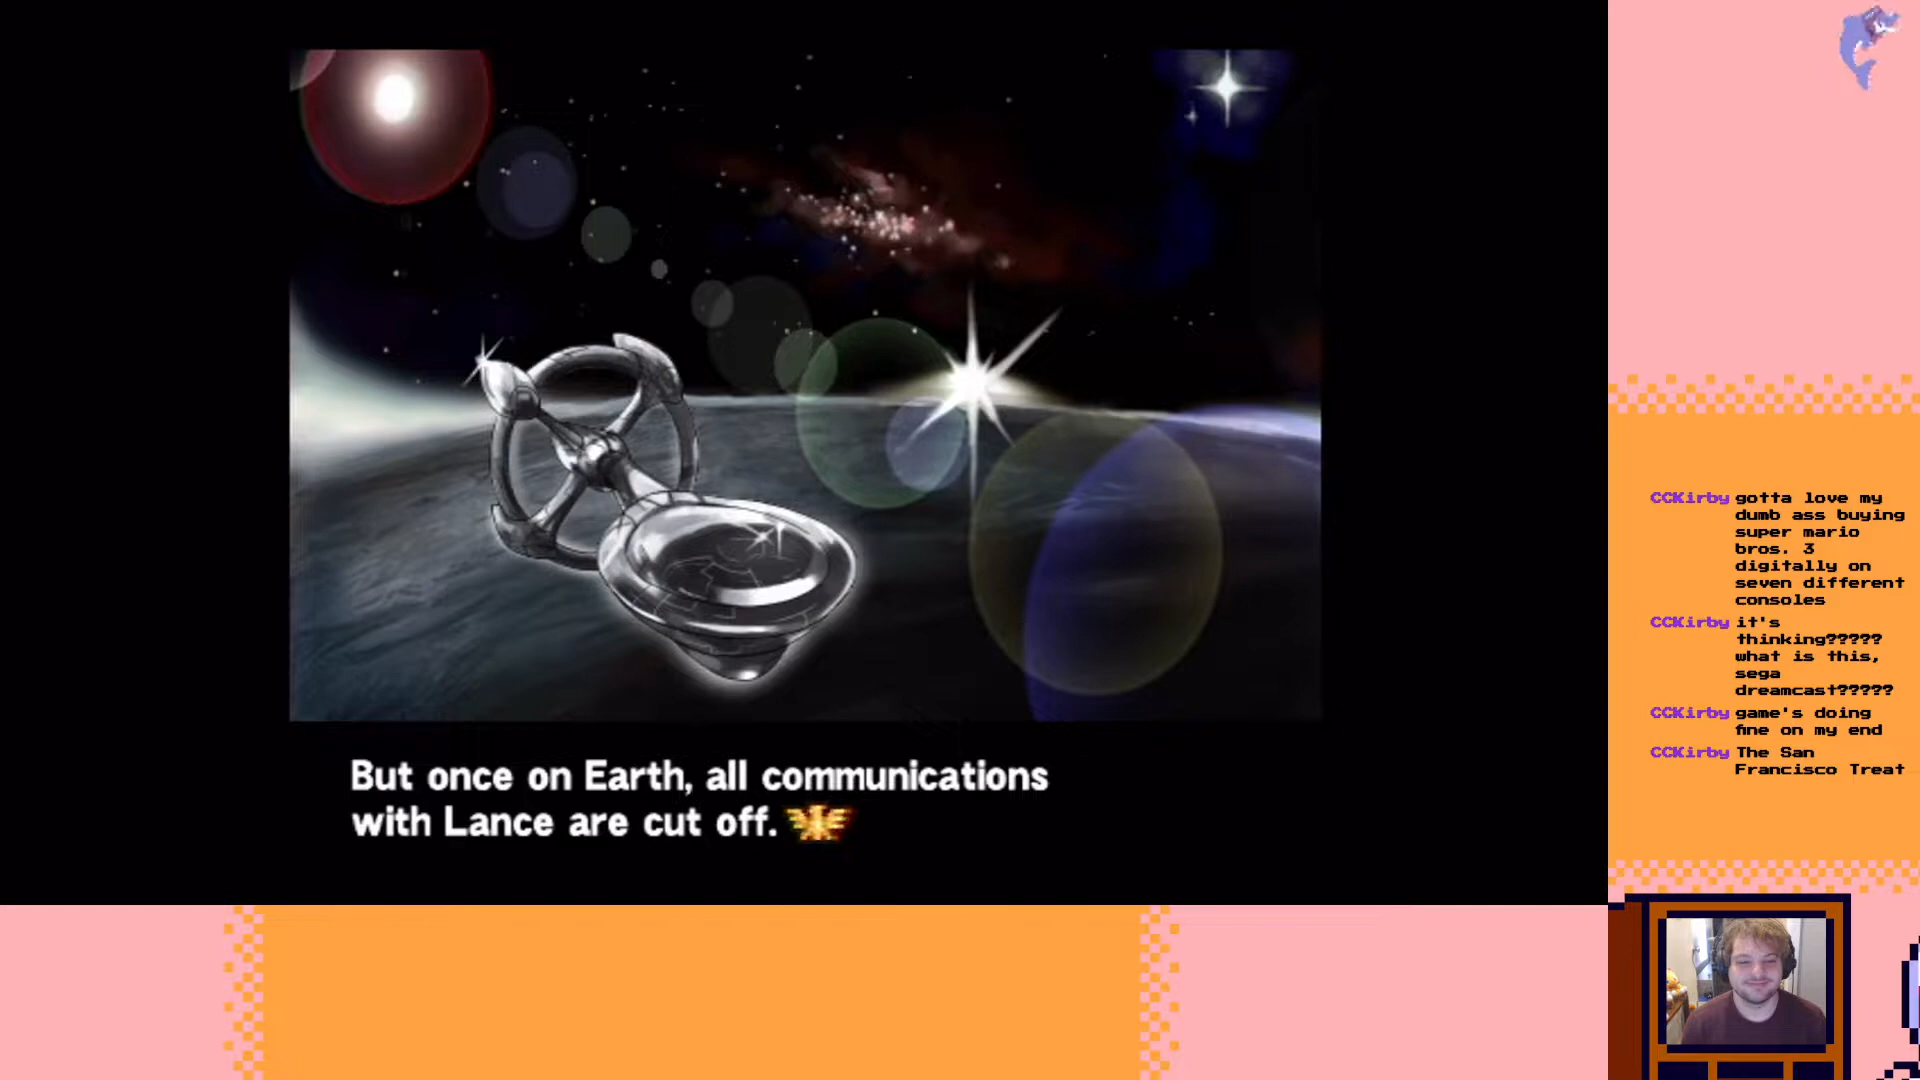 But once on Earth, all communications
with Lance are cut off.
CCKirby gotta love my
dumb ass buying
super mario
bros. 3
digitally on
seven different
consoles
CCKirby it's
thinking?????
what is this,
sega
dreamcast?????
CCKirby game's doing
fine on my end
CCKirby The San
Francisco Treat